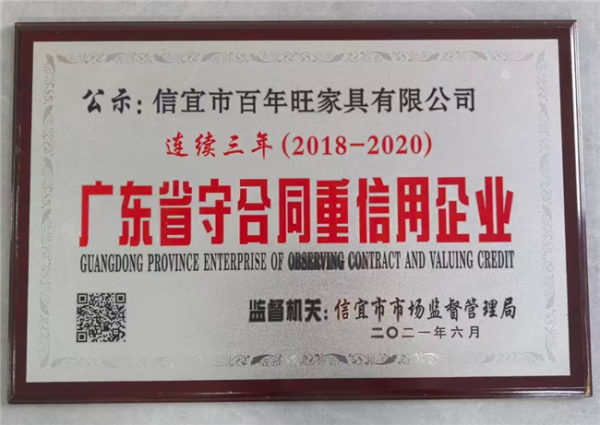 公示：信宜市百年旺家具有限公司
连续三年(2018-2020)
广东省守合同重信用企业
GUANGDONG PROVINCE ENTERPRISE OF OBSERVING CONTRACT AND VALUING CREDIT
监督机关：信宜市市场监督管理局
二〇二一年六月